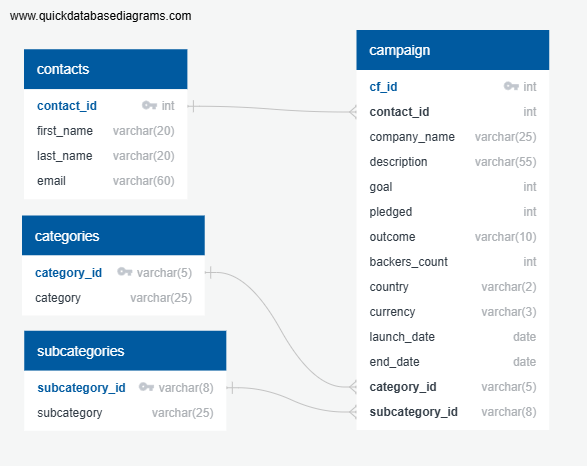 www.quickdatabasediagrams.com
contacts
contact_id int
first_name varchar(20)
last_name varchar(20)
email varchar(60)
categories
category_id varchar(5)
category varchar(25)
subcategories
subcategory_id varchar(8)
subcategory varchar(25)
campaign
cf_id int
contact_id int
company_name varchar(25)
description varchar(55)
goal int
pledged int
outcome varchar(10)
backers_count int
country varchar(2)
currency varchar(3)
launch_date date
end_date date
category_id varchar(5)
subcategory_id varchar(8)